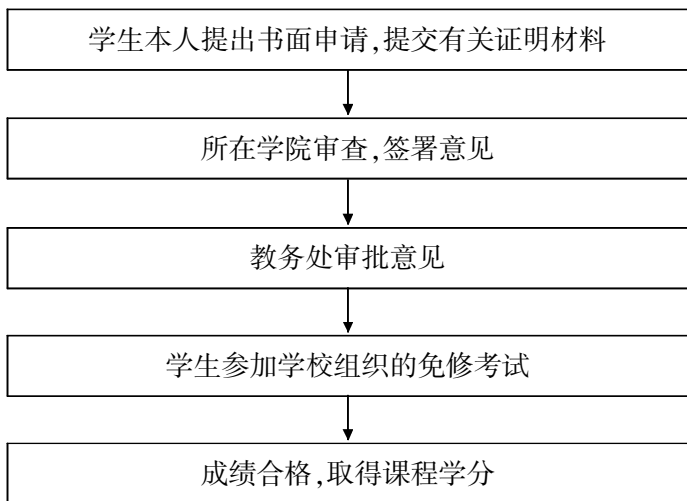 学生本人提出书面申请,提交有关证明材料
所在学院审查,签署意见
教务处审批意见
学生参加学校组织的免修考试
成绩合格,取得课程学分